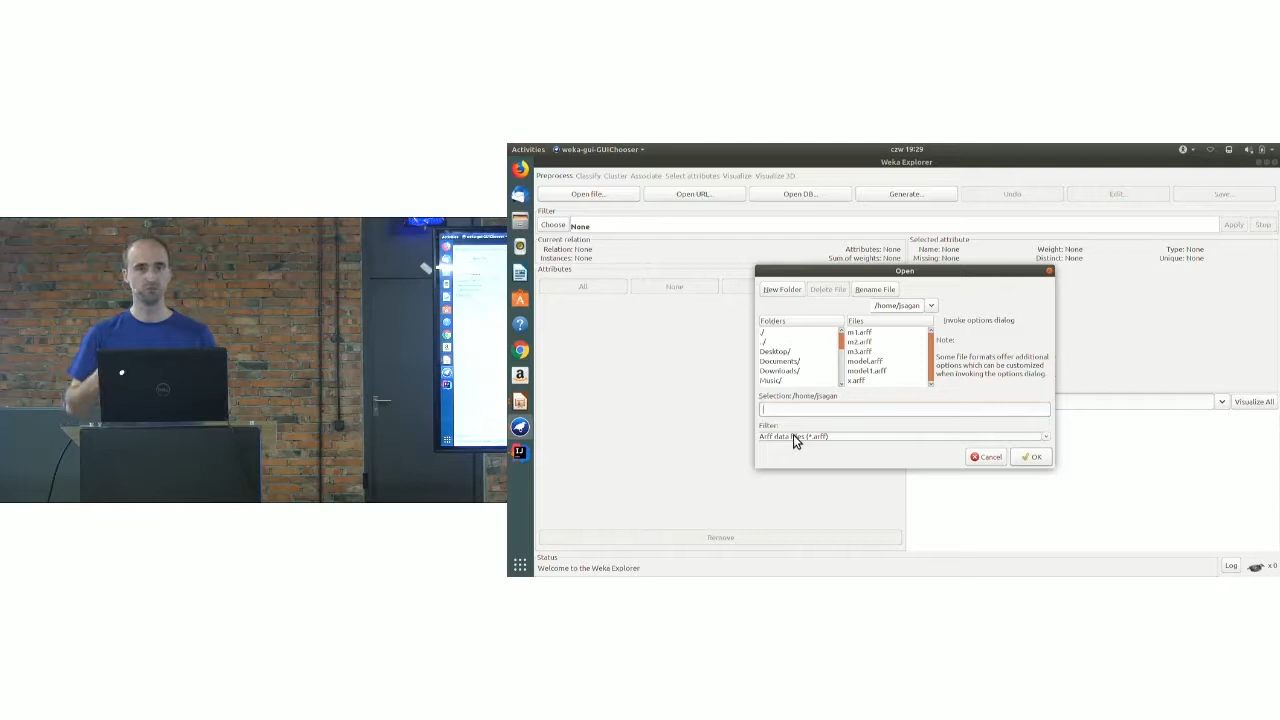 Activities weka-gui-GUIChooser czw 19:29
Weka Explorer
Preprocess Classify Cluster Associate Select attributes Visualize Visualize 3D
Open file... Open URL... Open DB... Generate... Undo Edit... Save...
Filter
Choose None Apply Stop
Current relation
Relation: None Attributes: None
Instances: None Sum of weights: None
Selected attribute
Name: None Weight: None Type: None
Missing: None Distinct: None Unique: None
Attributes
All None
Open
New Folder Delete File Rename File
/home/jsagan
Folders Files
./ m1.arff
../ m2.arff
Desktop/ m3.arff
Documents/ model.arff
Downloads/ model1.arff
Music/ x.arff
Invoke options dialog
Note:
Some file formats offer additional
options which can be customized
when invoking the options dialog.
Selection: /home/jsagan
Filter:
Arff data files (*.arff)
Cancel OK
Visualize All
Remove
Status
Welcome to the Weka Explorer
Log x 0